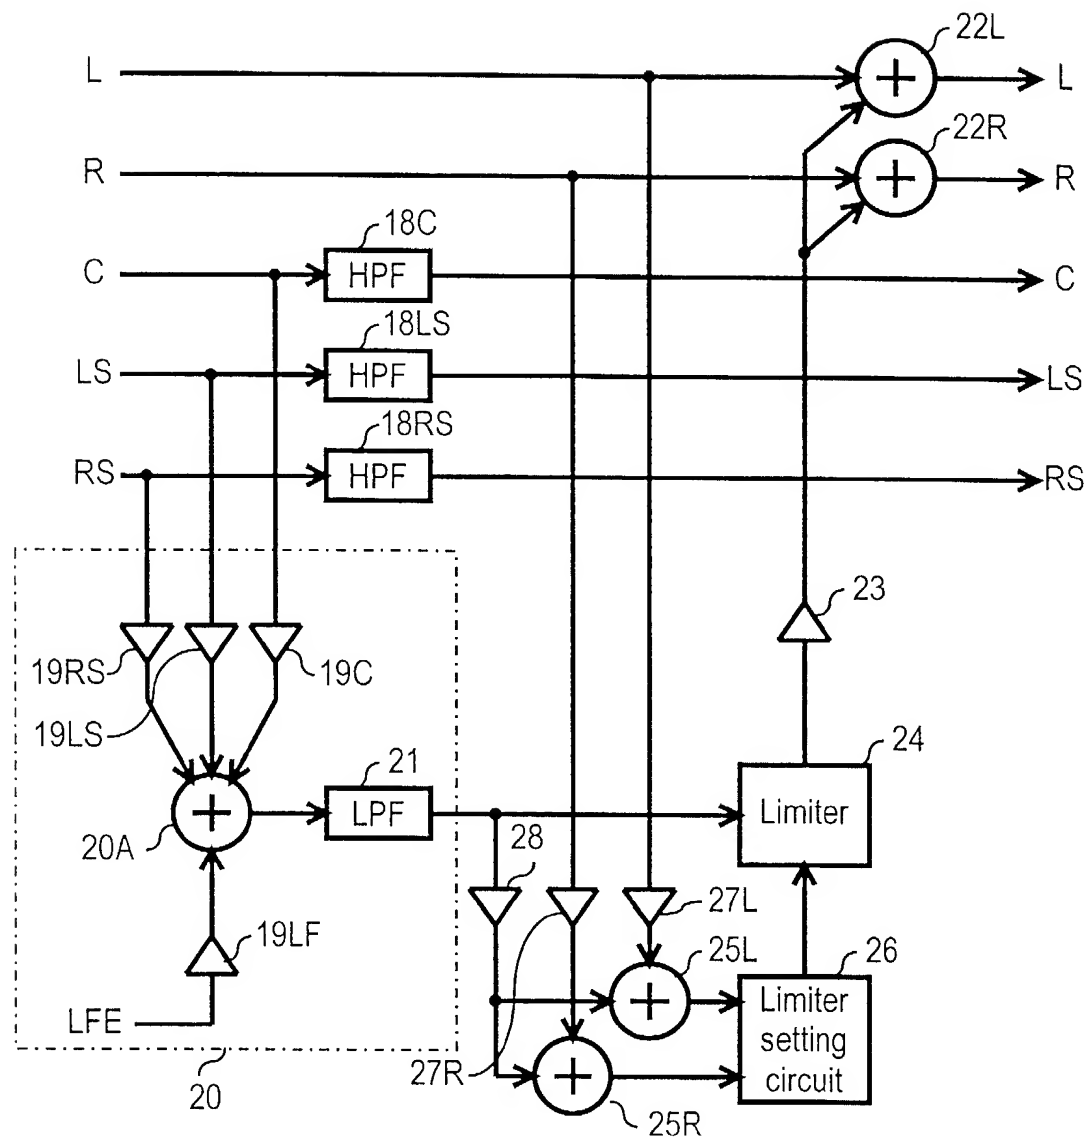 22L
L
L
22R
R
R
18C
C
HPF
C
18LS
LS
HPF
LS
18RS
RS
HPF
RS
23
19RS
19C
19LS
24
21
LPF
Limiter
20A
28
27L
19LF
25L
26
LFE
Limiter
setting
circuit
27R
20
25R